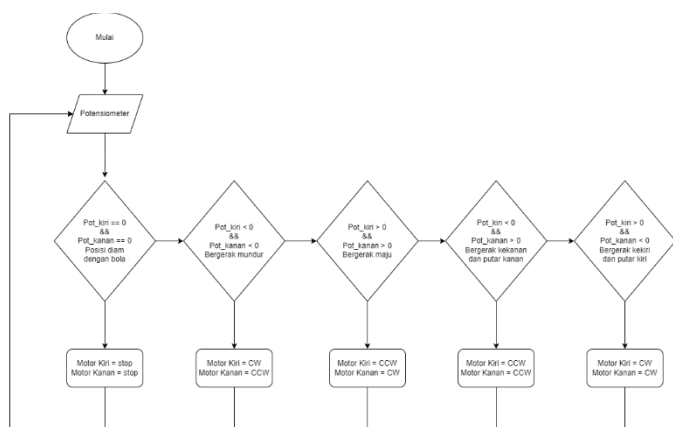 Mulai
Potensiometer
Pot_kiri == 0
&&
Pot_kanan == 0
Posisi diam
dengan bola
Pot_kiri < 0
&&
Pot_kanan < 0
Bergerak mundur
Pot_kiri > 0
&&
Pot_kanan > 0
Bergerak maju
Pot_kiri < 0
&&
Pot_kanan > 0
Bergerak kekanan
dan putar kanan
Pot_kiri > 0
&&
Pot_kanan < 0
Bergerak kekiri
dan putar kiri
Motor Kiri = stop
Motor Kanan = stop
Motor Kiri = CW
Motor Kanan = CCW
Motor Kiri = CCW
Motor Kanan = CW
Motor Kiri = CCW
Motor Kanan = CCW
Motor Kiri = CW
Motor Kanan = CW